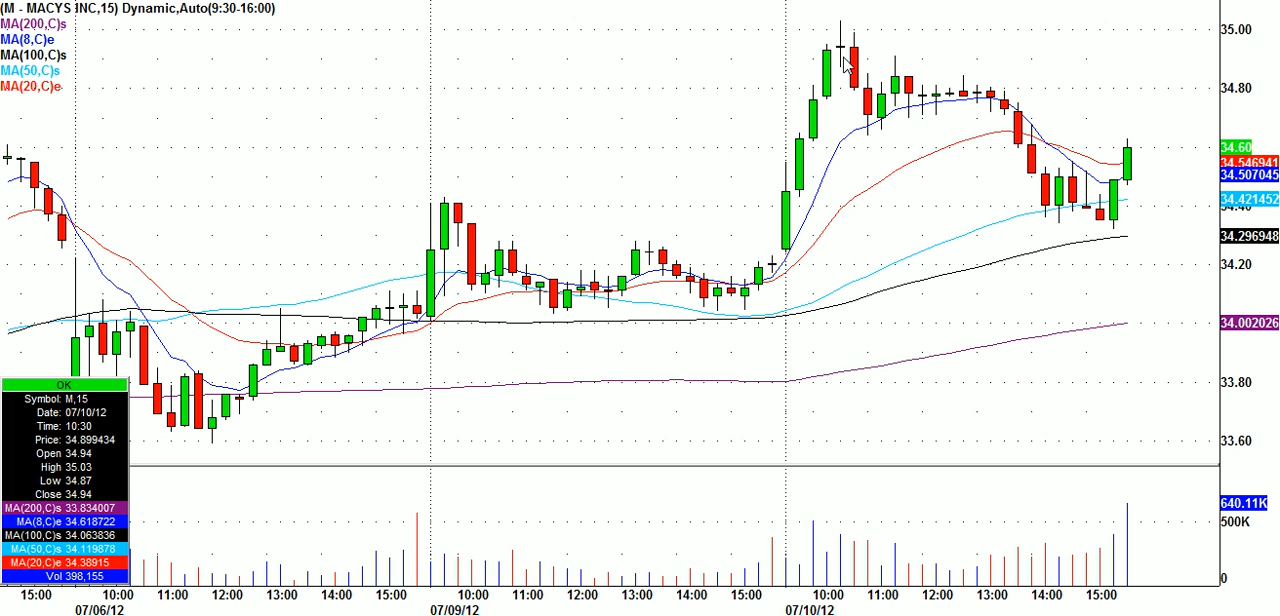 (M - MACYS INC,15) Dynamic,Auto(9:30-16:00)
MA(200,C)s
MA(8,C)e
MA(100,C)s
MA(50,C)s
MA(20,C)e
35.00
34.80
34.60
34.546941
34.507045
34.421452
34.40
34.296948
34.20
34.002026
33.80
33.60
OK
Symbol: M,15
Date: 07/10/12
Time: 10:30
Price: 34.899434
Open 34.94
High 35.03
Low 34.87
Close 34.94
MA(200,C)s 33.834007
MA(8,C)e 34.618722
MA(100,C)s 34.063836
MA(50,C)s 34.119878
MA(20,C)e 34.38915
Vol 398,155
640.11K
500K
0
15:00 10:00 11:00 12:00 13:00 14:00 15:00 10:00 11:00 12:00 13:00 14:00 15:00 10:00 11:00 12:00 13:00 14:00 15:00
07/06/12 07/09/12 07/10/12